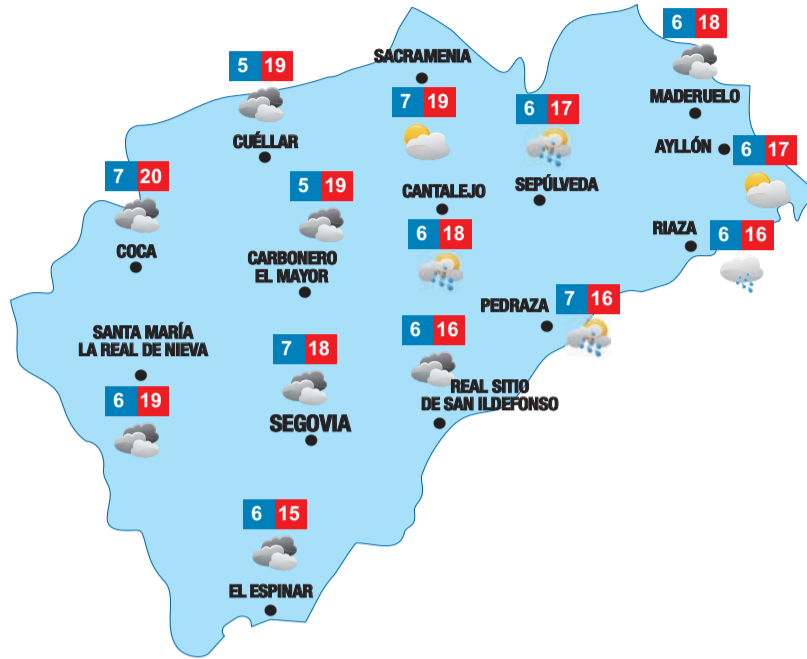 6 18
MADERUELO
5 19
CUÉLLAR
SACRAMENIA
7 19
6 17
SEPÚLVEDA
AYLLÓN
6 17
7 20
COCA
5 19
CARBONERO
EL MAYOR
CANTALEJO
6 18
RIAZA
6 16
PEDRAZA
7 16
SANTA MARÍA
LA REAL DE NIEVA
6 19
7 18
SEGOVIA
6 16
REAL SITIO
DE SAN ILDEFONSO
6 15
EL ESPINAR